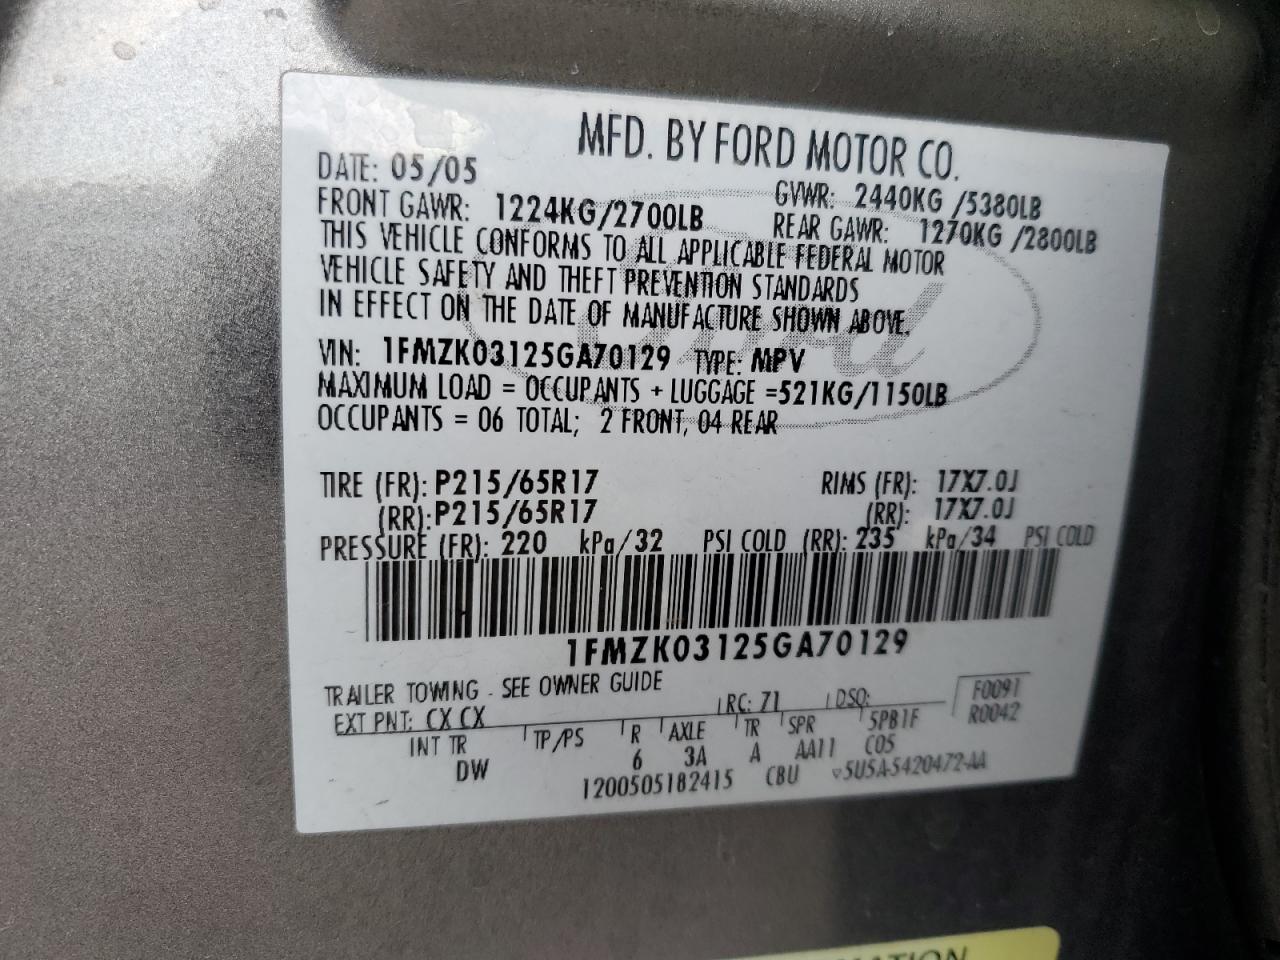 MFD. BY FORD MOTOR CO.
DATE: 05/05
GVWR: 2440KG /5380LB
FRONT GAWR: 1224KG/2700LB
REAR GAWR: 1270KG /2800LB
THIS VEHICLE CONFORMS TO ALL APPLICABLE FEDERAL MOTOR
VEHICLE SAFETY AND THEFT PREVENTION STANDARDS
IN EFFECT ON THE DATE OF MANUFACTURE SHOWN ABOVE.
Ford
VIN: 1FMZK03125GA70129 TYPE: MPV
MAXIMUM LOAD = OCCUPANTS + LUGGAGE =521KG/1150LB
OCCUPANTS = 06 TOTAL; 2 FRONT, 04 REAR
TIRE (FR): P215/65R17 RIMS (FR): 17X7.0J
(RR): P215/65R17 (RR): 17X7.0J
PRESSURE (FR): 220 kPa/32 PSI COLD (RR): 235 kPa/34 PSI COLD
1FMZK03125GA70129
TRAILER TOWING - SEE OWNER GUIDE
EXT PNT: CX CX RC: 71 DSO: F0091
R0042
INT TR TP/PS R AXLE TR SPR 5PB1F
DW 6 3A A AA11 C05
1200505182415 CBU ▽5U5A-5420472-AA